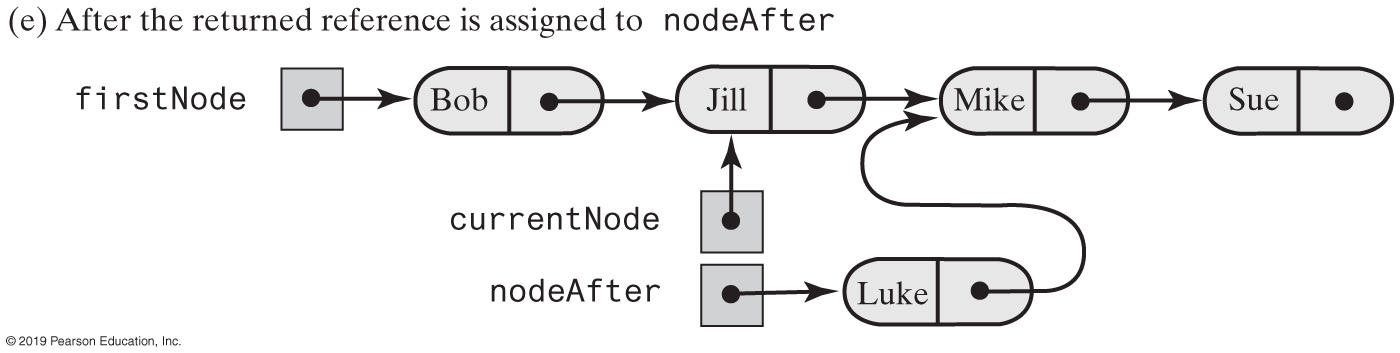 (e) After the returned reference is assigned to nodeAfter
firstNode Bob Jill Mike Sue
currentNode
nodeAfter Luke
© 2019 Pearson Education, Inc.